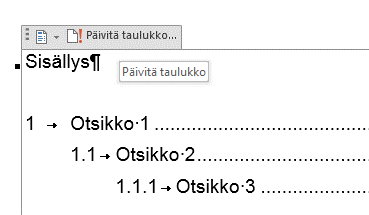 Päivitä taulukko...
Sisällys¶
Päivitä taulukko
1 → Otsikko·1 ........................................
1.1→ Otsikko·2................................
1.1.1→ Otsikko·3 ....................